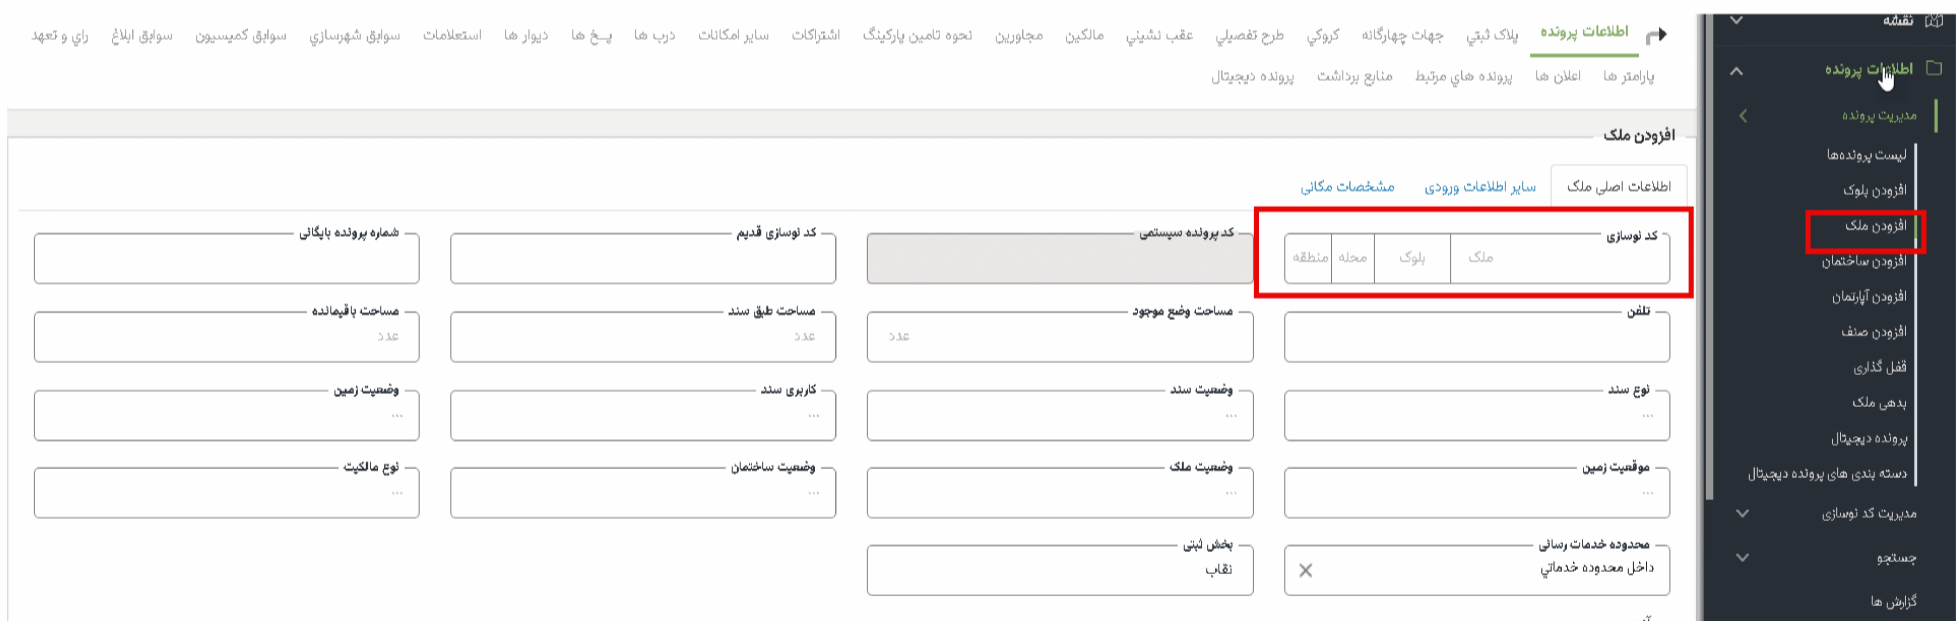 نقشه
اطلاعات پرونده
مدیریت پرونده
لیست پرونده‌ها
افزودن بلوک
افزودن ملک
افزودن ساختمان
افزودن آپارتمان
افزودن صنف
قفل گذاری
بدهی ملک
پرونده دیجیتال
دسته بندی های پرونده دیجیتال
مدیریت کد نوسازی
جستجو
گزارش ها
اطلاعات پرونده پلاک ثبتي جهات چهارگانه کروکي طرح تفصيلي عقب نشيني مالکين مجاورين نحوه تامين پارکينگ اشتراکات ساير امکانات درب ها پـخ ها ديوار ها استعلامات سوابق شهرسازي سوابق کميسيون سوابق ابلاغ راي و تعهد
پارامتر ها اعلان ها پرونده هاي مرتبط منابع برداشت پرونده ديجيتال
افزودن ملک
اطلاعات اصلی ملک سایر اطلاعات ورودی مشخصات مکانی
کد نوسازی کد پرونده سیستمی کد نوسازی قدیم شماره پرونده بایگانی
ملک بلوک محله منطقه
تلفن مساحت وضع موجود مساحت طبق سند مساحت باقیمانده
عدد عدد عدد
نوع سند وضعیت سند کاربری سند وضعیت زمین
... ... ... ...
موقعیت زمین وضعیت ملک وضعیت ساختمان نوع مالکیت
... ... ... ...
محدوده خدمات رسانی بخش ثبتی
داخل محدوده خدماتي نقاب